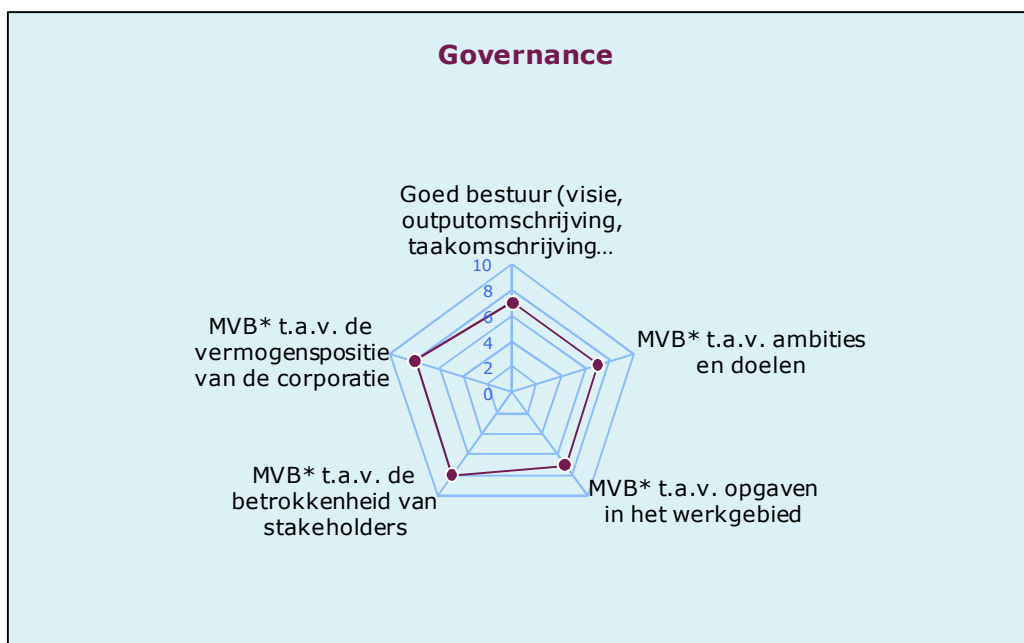 Governance
Goed bestuur (visie,
outputomschrijving,
taakomschrijving...
10
8
6
4
2
0
MVB* t.a.v. ambities
en doelen
MVB* t.a.v. opgaven
in het werkgebied
MVB* t.a.v. de
betrokkenheid van
stakeholders
MVB* t.a.v. de
vermogenspositie
van de corporatie